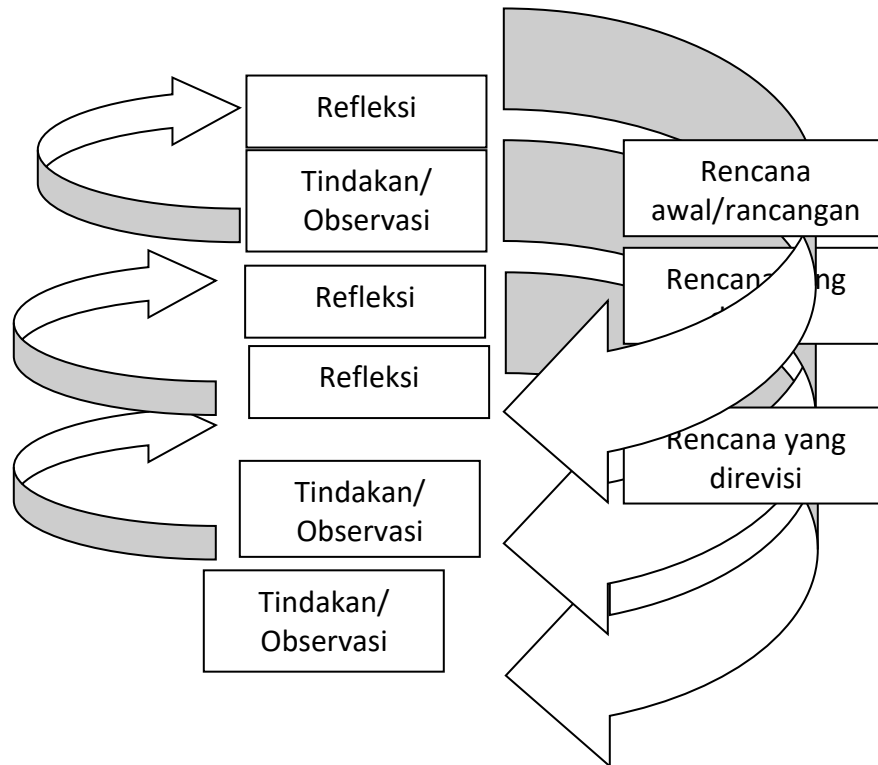 Refleksi
Tindakan/
Observasi
Refleksi
Refleksi
Tindakan/
Observasi
Tindakan/
Observasi
Rencana
awal/rancangan
Rencana
Rencana yang
direvisi